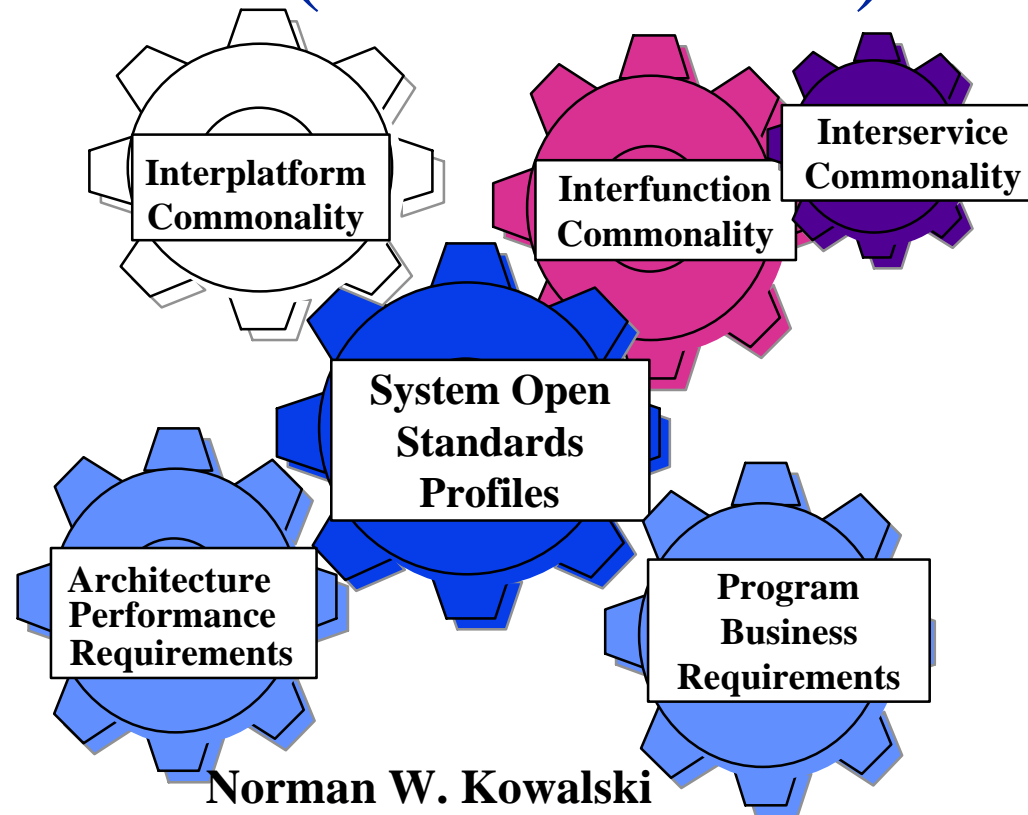 Interplatform
Commonality
Interfunction
Commonality
Interservice
Commonality
System Open
Standards
Profiles
Architecture
Performance
Requirements
Program
Business
Requirements
Norman W. Kowalski